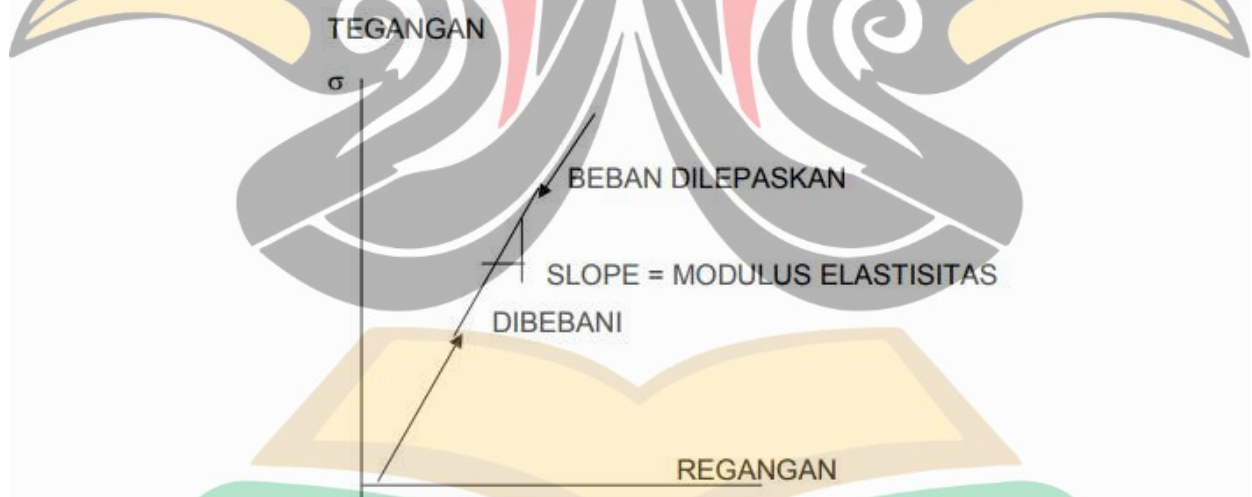 TEGANGAN
σ
BEBAN DILEPASKAN
SLOPE = MODULUS ELASTISITAS
DIBEBANI
REGANGAN